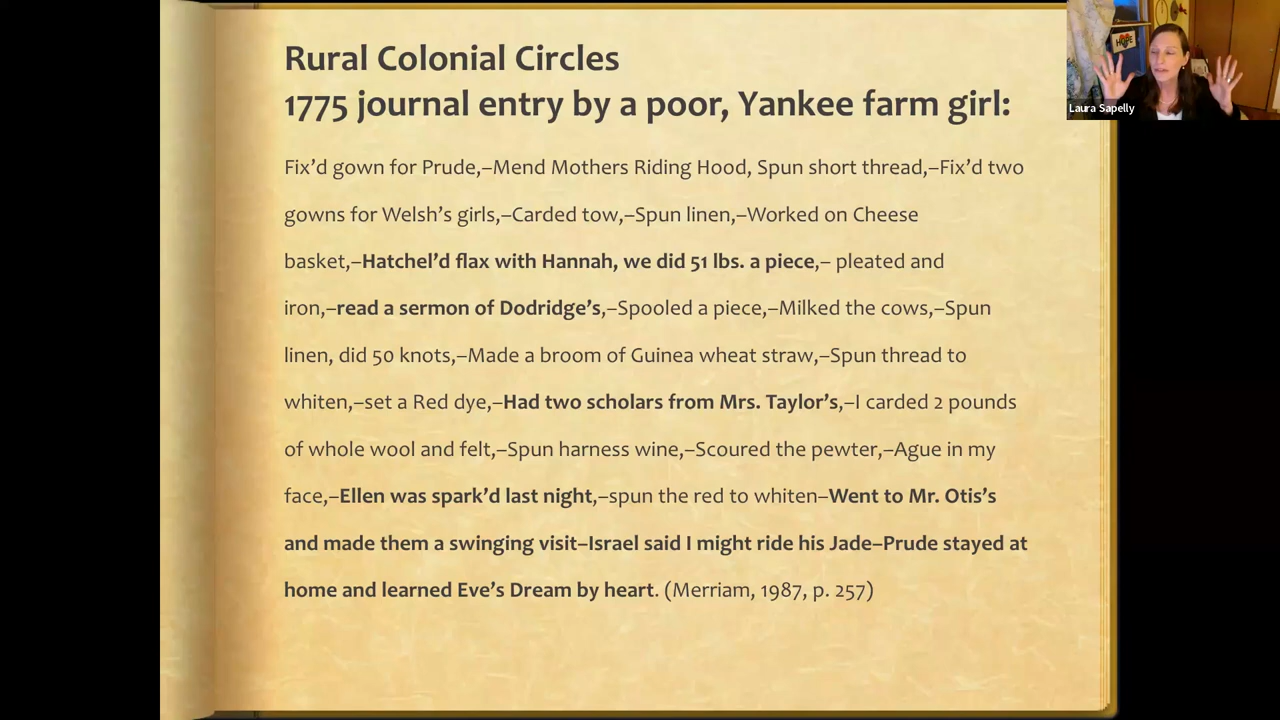 Rural Colonial Circles
1775 journal entry by a poor, Yankee farm girl:
Fix’d gown for Prude,–Mend Mothers Riding Hood, Spun short thread,–Fix’d two
gowns for Welsh’s girls,–Carded tow,–Spun linen,–Worked on Cheese
basket,–Hatchel’d flax with Hannah, we did 51 lbs. a piece,– pleated and
iron,–read a sermon of Dodridge’s,–Spooled a piece,–Milked the cows,–Spun
linen, did 50 knots,–Made a broom of Guinea wheat straw,–Spun thread to
whiten,–set a Red dye,–Had two scholars from Mrs. Taylor’s,–I carded 2 pounds
of whole wool and felt,–Spun harness wine,–Scoured the pewter,–Ague in my
face,–Ellen was spark’d last night,–spun the red to whiten–Went to Mr. Otis’s
and made them a swinging visit–Israel said I might ride his Jade–Prude stayed at
home and learned Eve’s Dream by heart. (Merriam, 1987, p. 257)
HOPE
Laura Sapelly